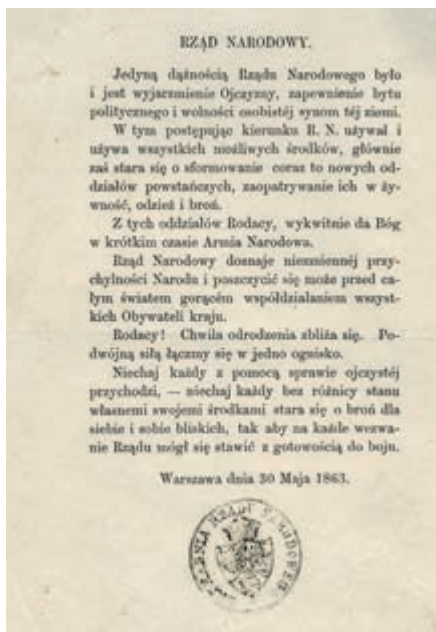 RZĄD NARODOWY.
Jedyną dążnością Rządu Narodowego było
i jest wyjarzmienie Ojczyzny, zapewnienie bytu
politycznego i wolności osobistéj synom téj ziemi.
W tym postępując kierunku R. N. używał i
używa wszystkich możliwych środków, głównie
zaś stara się o sformowanie coraz to nowych od-
działów powstańczych, zaopatrywanie ich w ży-
wność, odzież i broń.
Z tych oddziałów Rodacy, wykwitnie da Bóg
w krótkim czasie Armia Narodowa.
Rząd Narodowy doznaje niezmiennéj przy-
chylności Narodu i poszczycić się może przed ca-
łym światem gorącém współdziałaniem wszyst-
kich Obywateli kraju.
Rodacy! Chwila odrodzenia zbliża się. Po-
dwójną siłą łączmy się w jedno ognisko.
Niechaj każdy z pomocą sprawie ojczystéj
przychodzi, — niechaj każdy bez różnicy stanu
własnemi swojemi środkami stara się o broń dla
siebie i sobie bliskich, tak aby na każde wezwa-
nie Rządu mógł się stawić z gotowością do boju.
Warszawa dnia 30 Maja 1863.
RZĄDU NARODOWEGO